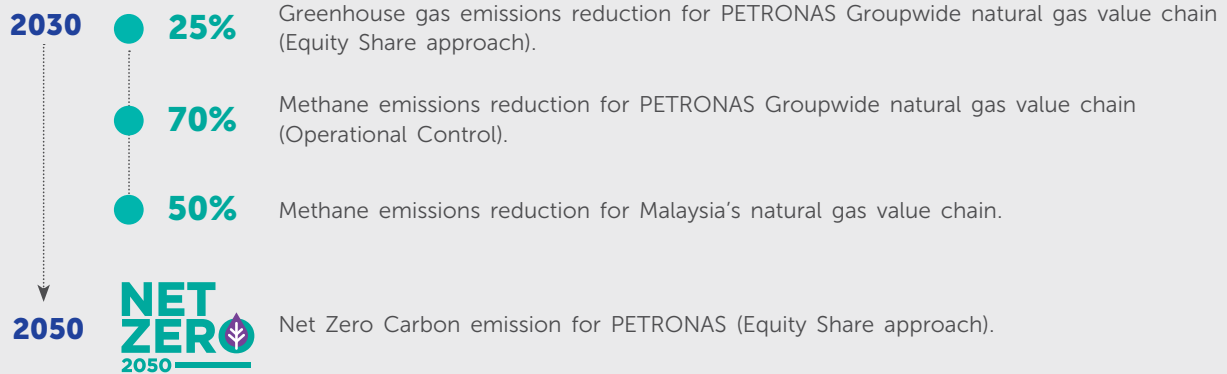 2030
25%
Greenhouse gas emissions reduction for PETRONAS Groupwide natural gas value chain
(Equity Share approach).
70%
Methane emissions reduction for PETRONAS Groupwide natural gas value chain
(Operational Control).
50%
Methane emissions reduction for Malaysia's natural gas value chain.
2050
NET
ZERO
2050
Net Zero Carbon emission for PETRONAS (Equity Share approach).